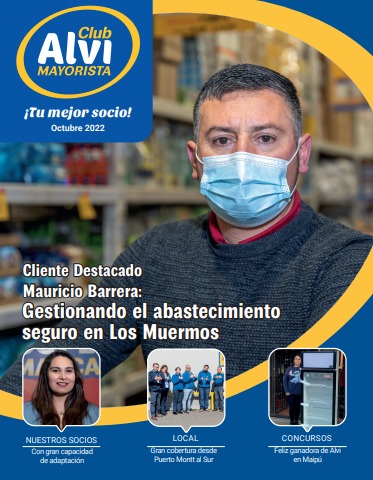 Club
Alvi
MAYORISTA
¡Tu mejor socio!
Octubre 2022
Cliente Destacado
Mauricio Barrera:
Gestionando el abastecimiento
seguro en Los Muermos
NUESTROS SOCIOS
Con gran capacidad
de adaptación
LOCAL
Gran cobertura desde
Puerto Montt al Sur
CONCURSOS
Feliz ganadora de Alvi
en Maipú